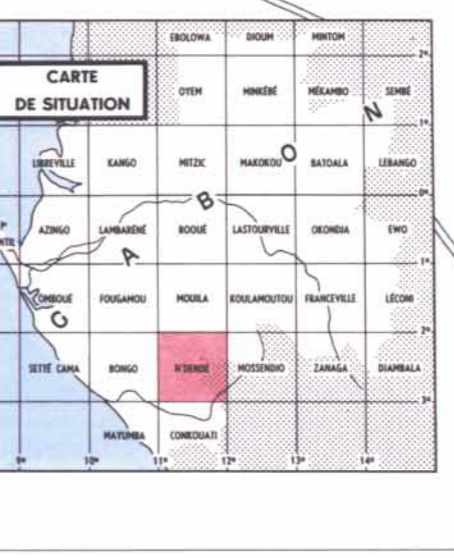 EBOLOWA DJOUM MINTOM
2°
CARTE
DE SITUATION
OYEM MINKÉBÉ MÉKAMBO SEMBÉ
N
1°
LIBREVILLE KANGO MITZIC MAKOKOU O BATOALA LEBANGO
0°
B
AZINGO LAMBARÉNÉ BOOUÉ LASTOURVILLE OKONDJA EWO
A
1°
OMBOUÉ FOUGAMOU MOUILA KOULAMOUTOU FRANCEVILLE LÉCONI
G
2°
SETTÉ CAMA BONGO N'DENDÉ MOSSENDJO ZANAGA DJAMBALA
3°
MAYUMBA CONKOUATI
9° 10° 11° 12° 13° 14°